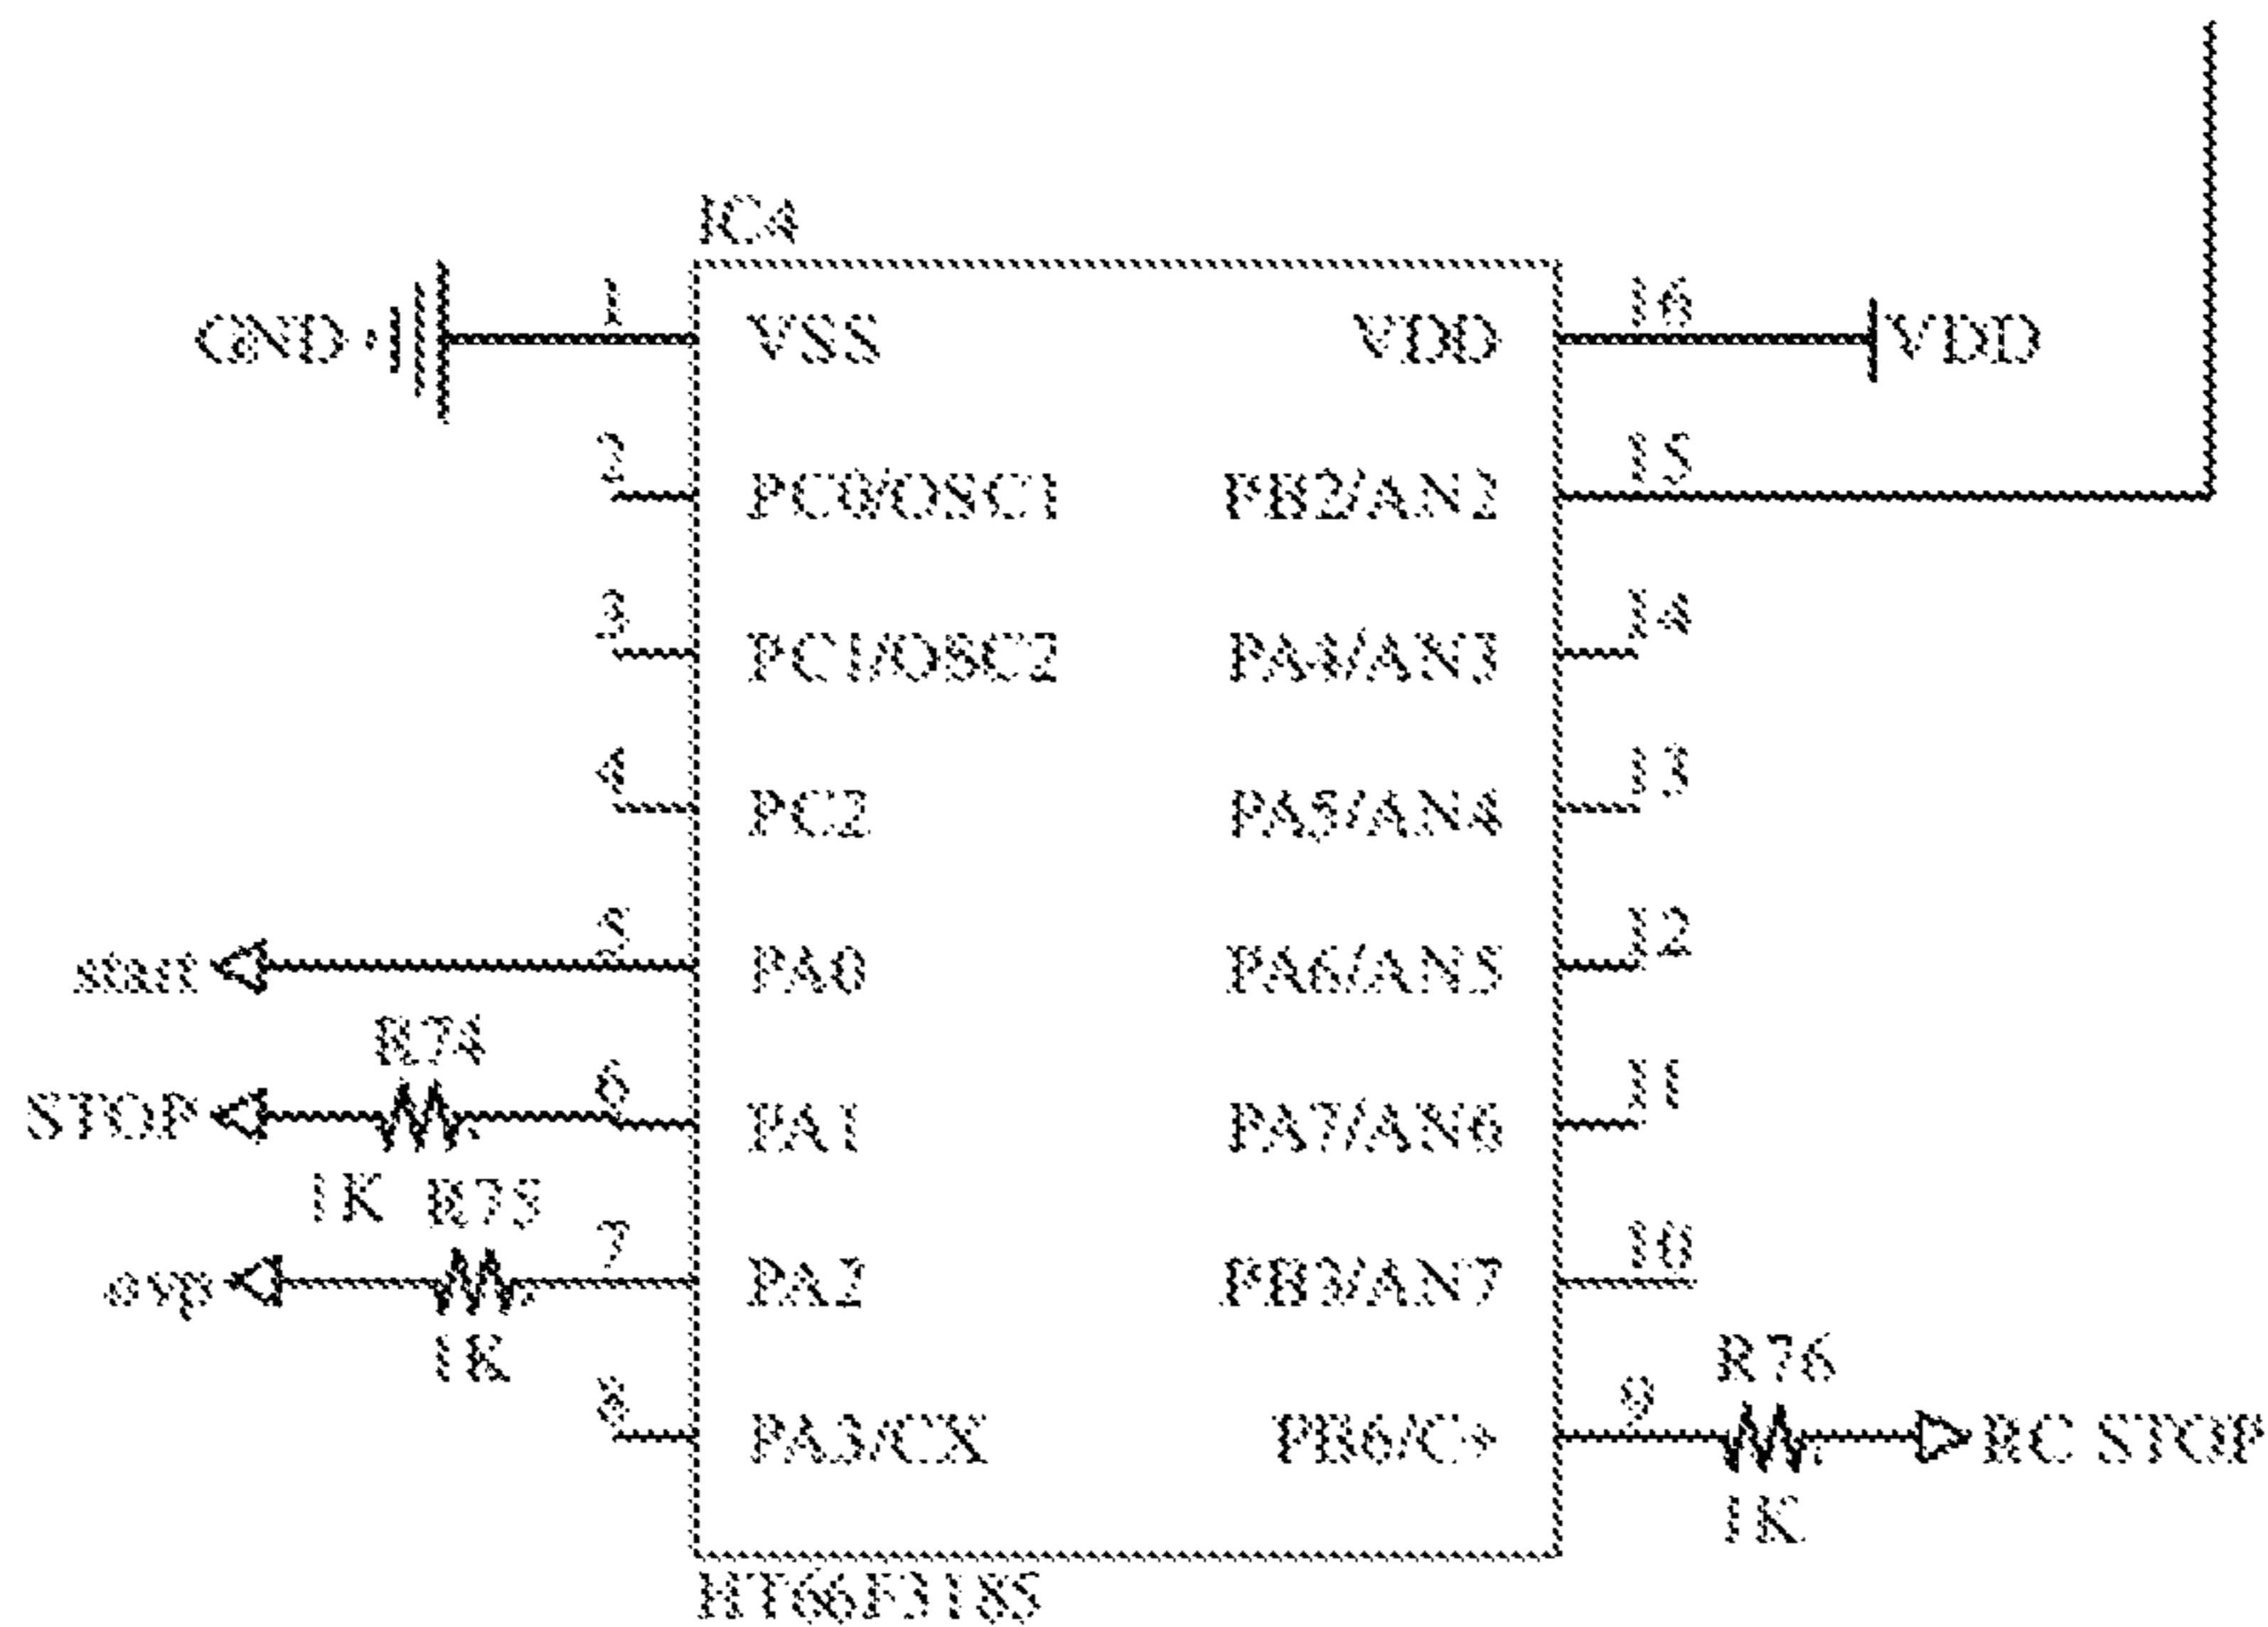 IC4
GND 1 VSS VDD 16 VDD
2 PC0/OSC1 PB2/AN2 15
3 PC1/OSC2 PA4/AN3 14
4 PC2 PA5/AN4 13
start 5 PA0 PA6/AN5 12
R74
STOP 6 PA1 PA7/AN6 11
1K R75
ovp 7 PA2 PB3/AN7 10
1K R76
8 PA3/CX PB6/C+ 9 RC STOP
1K
HT66F3185